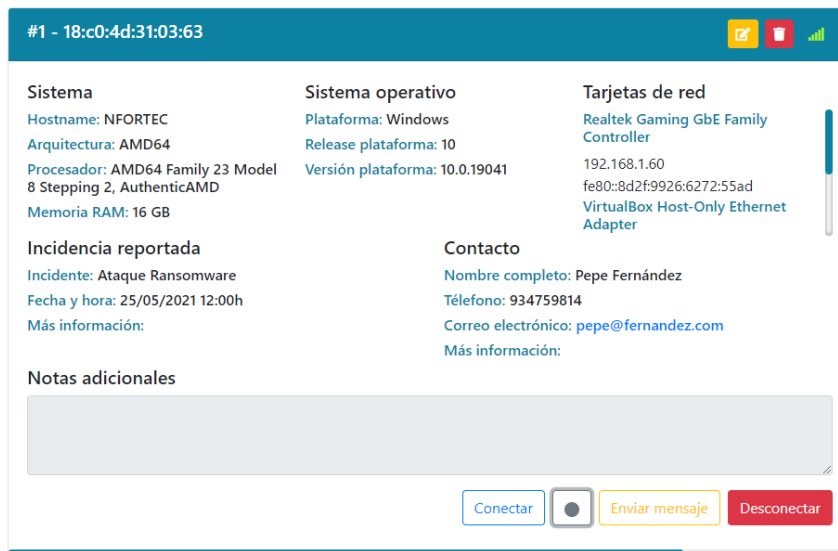 #1 - 18:c0:4d:31:03:63
Sistema
Hostname: NFORTEC
Arquitectura: AMD64
Procesador: AMD64 Family 23 Model
8 Stepping 2, AuthenticAMD
Memoria RAM: 16 GB
Sistema operativo
Plataforma: Windows
Release plataforma: 10
Versión plataforma: 10.0.19041
Tarjetas de red
Realtek Gaming GbE Family
Controller
192.168.1.60
fe80::8d2f:9926:6272:55ad
VirtualBox Host-Only Ethernet
Adapter
Incidencia reportada
Incidente: Ataque Ransomware
Fecha y hora: 25/05/2021 12:00h
Más información:
Contacto
Nombre completo: Pepe Fernández
Télefono: 934759814
Correo electrónico: pepe@fernandez.com
Más información:
Notas adicionales
Conectar
Enviar mensaje
Desconectar